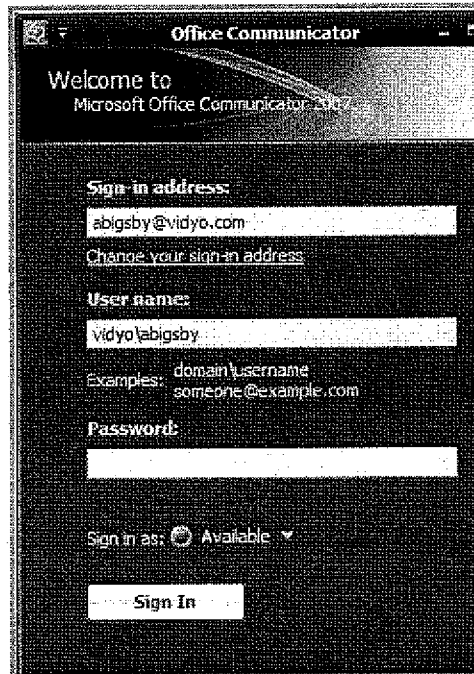 Office Communicator
Welcome to
Microsoft Office Communicator 2007
Sign-in address:
abigsby@vidyo.com
Change your sign-in address
User name:
vidyo\abigsby
Examples: domain\username
someone@example.com
Password:
Sign in as: Available
Sign In